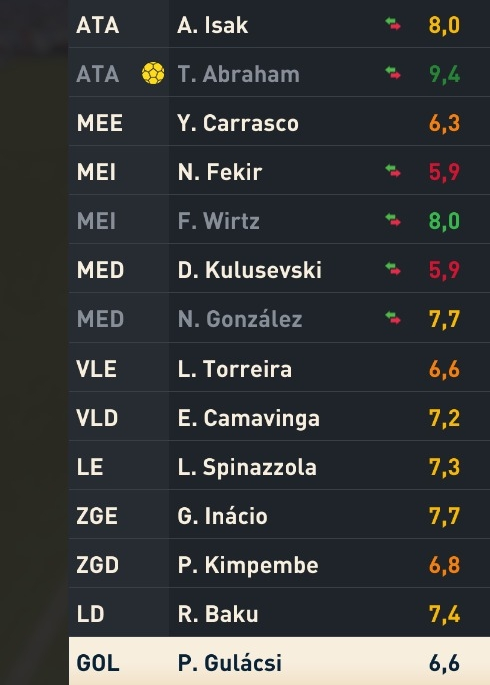 ATA A. Isak 8,0
ATA T. Abraham 9,4
MEE Y. Carrasco 6,3
MEI N. Fekir 5,9
MEI F. Wirtz 8,0
MED D. Kulusevski 5,9
MED N. González 7,7
VLE L. Torreira 6,6
VLD E. Camavinga 7,2
LE L. Spinazzola 7,3
ZGE G. Inácio 7,7
ZGD P. Kimpembe 6,8
LD R. Baku 7,4
GOL P. Gulácsi 6,6